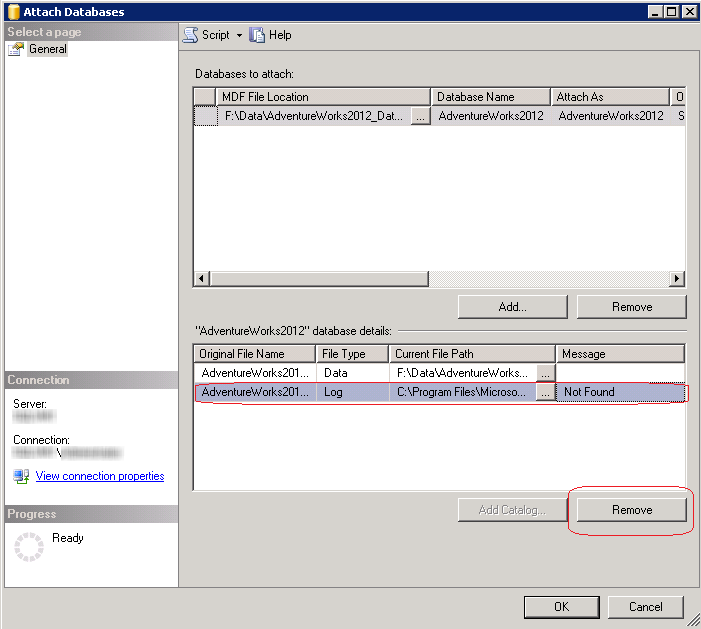 Attach Databases
Select a page
General
Script Help
Databases to attach:
MDF File Location Database Name Attach As O
F:\Data\AdventureWorks2012_Dat... ... AdventureWorks2012 AdventureWorks2012 S
Add... Remove
"AdventureWorks2012" database details:
Original File Name File Type Current File Path Message
AdventureWorks201... Data F:\Data\AdventureWorks... ...
AdventureWorks201... Log C:\Program Files\Microso... ... Not Found
Add Catalog... Remove
Connection
Server:
Connection:
\
View connection properties
Progress
Ready
OK Cancel